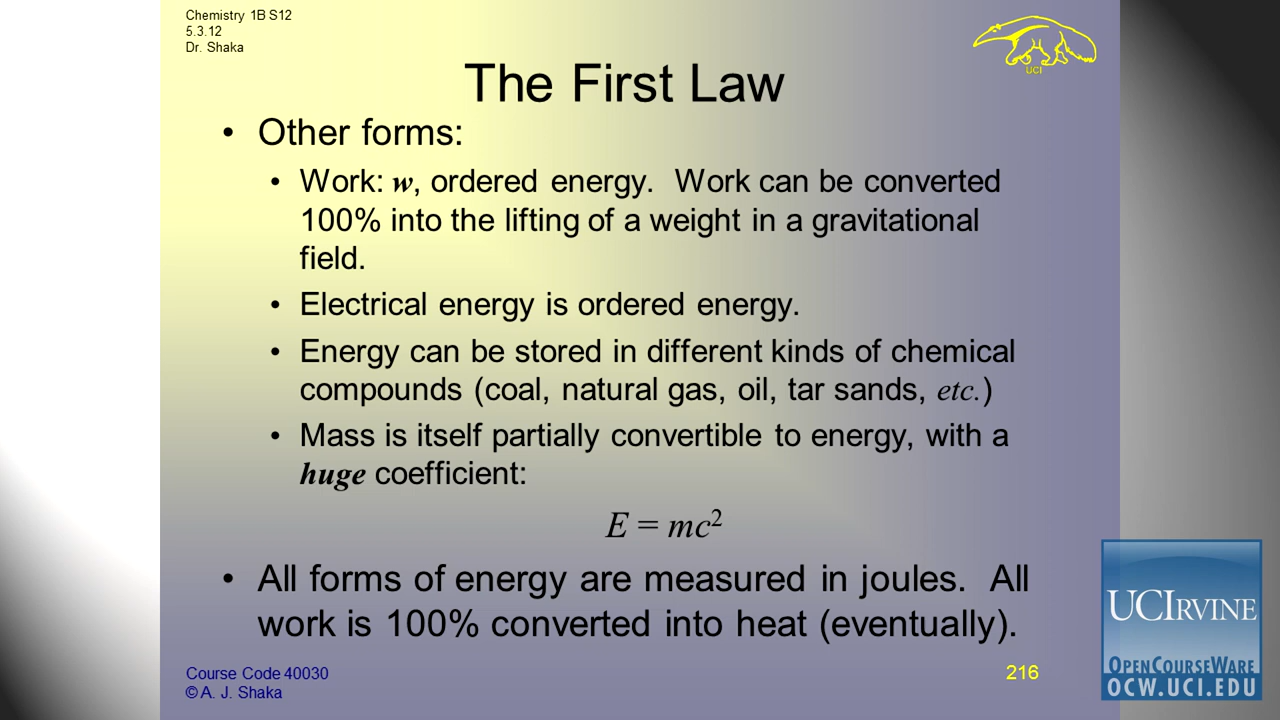 Chemistry 1B S12
5.3.12
Dr. Shaka
UCI
The First Law
• Other forms:
• Work: w, ordered energy.  Work can be converted
100% into the lifting of a weight in a gravitational
field.
• Electrical energy is ordered energy.
• Energy can be stored in different kinds of chemical
compounds (coal, natural gas, oil, tar sands, etc.)
• Mass is itself partially convertible to energy, with a
huge coefficient:
E = mc²
• All forms of energy are measured in joules.  All
work is 100% converted into heat (eventually).
Course Code 40030
© A. J. Shaka
216
UCIRVINE
OPENCOURSEWARE
OCW.UCI.EDU